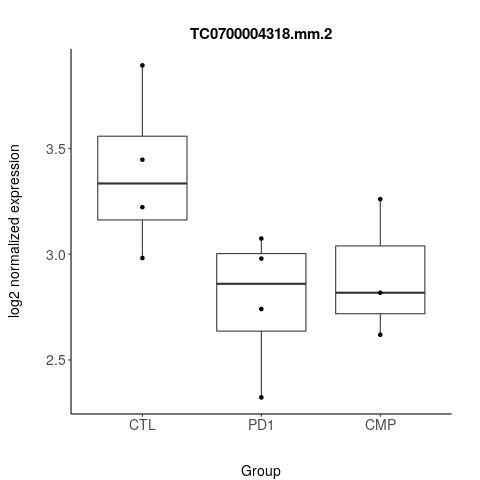 TC0700004318.mm.2
log2 normalized expression
3.5
3.0
2.5
CTL PD1 CMP
Group